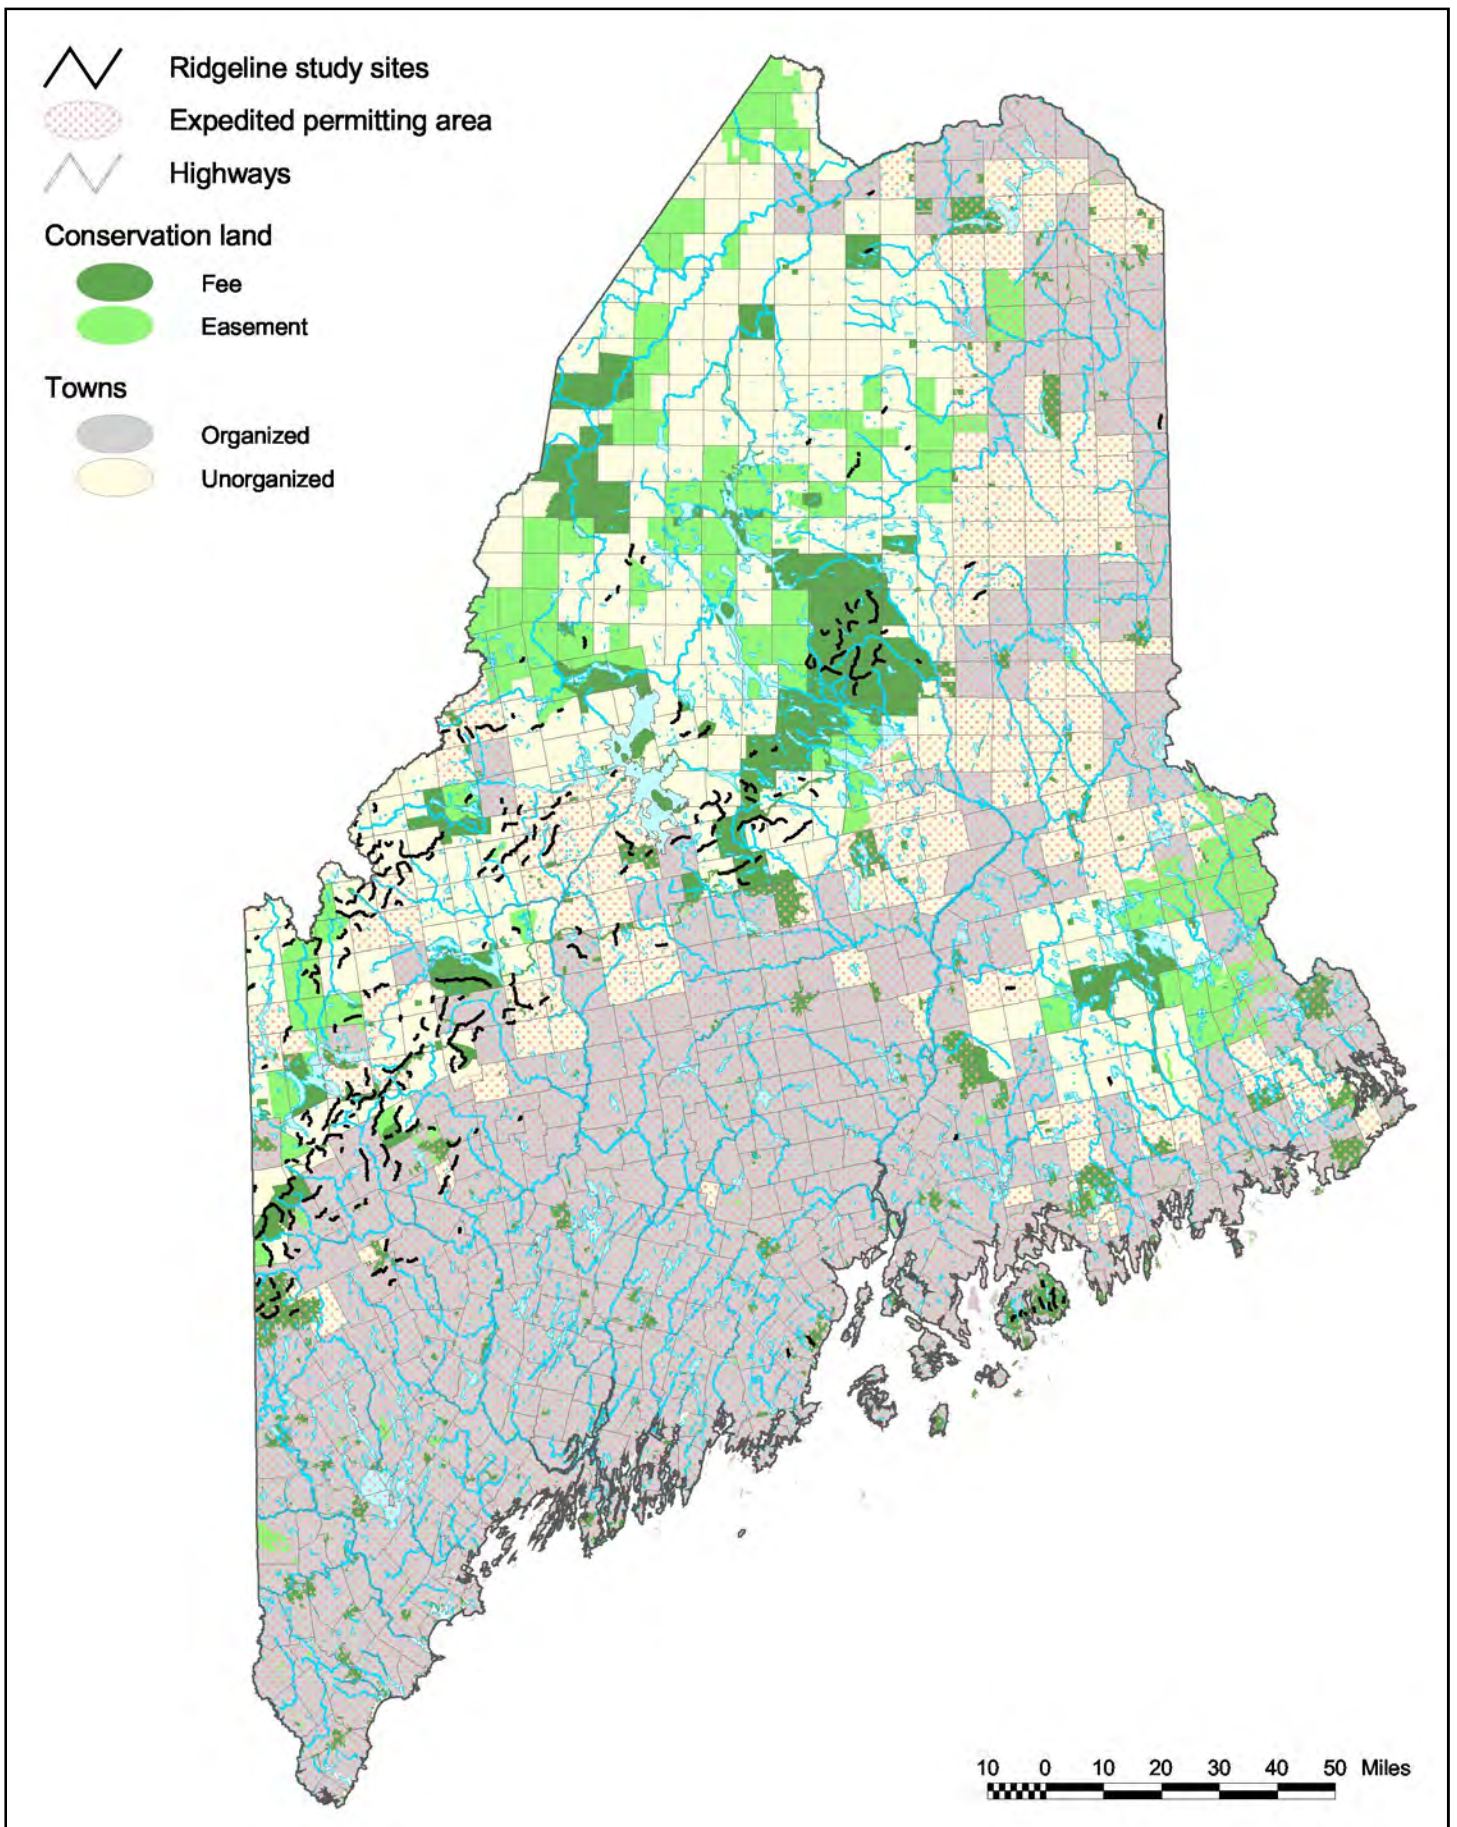 Ridgeline study sites
Expedited permitting area
Highways
Conservation land
Fee
Easement
Towns
Organized
Unorganized
10 0 10 20 30 40 50 Miles